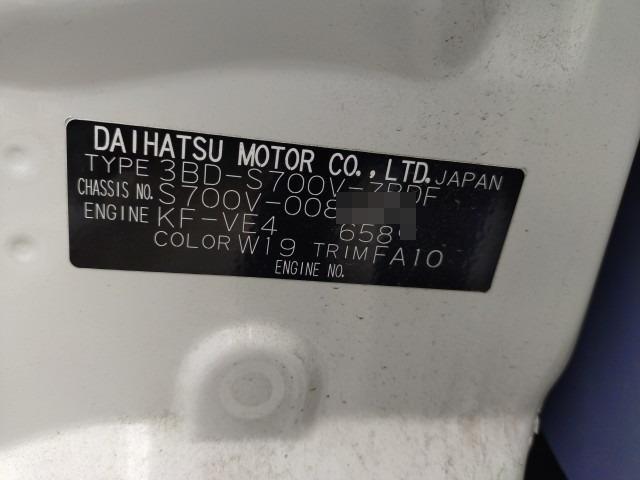 DAIHATSU MOTOR CO., LTD. JAPAN
TYPE 3BD-S700V-ZBDF
CHASSIS NO. S700V-008
ENGINE KF-VE4 658
COLOR W19 TRIM FA10
ENGINE NO.